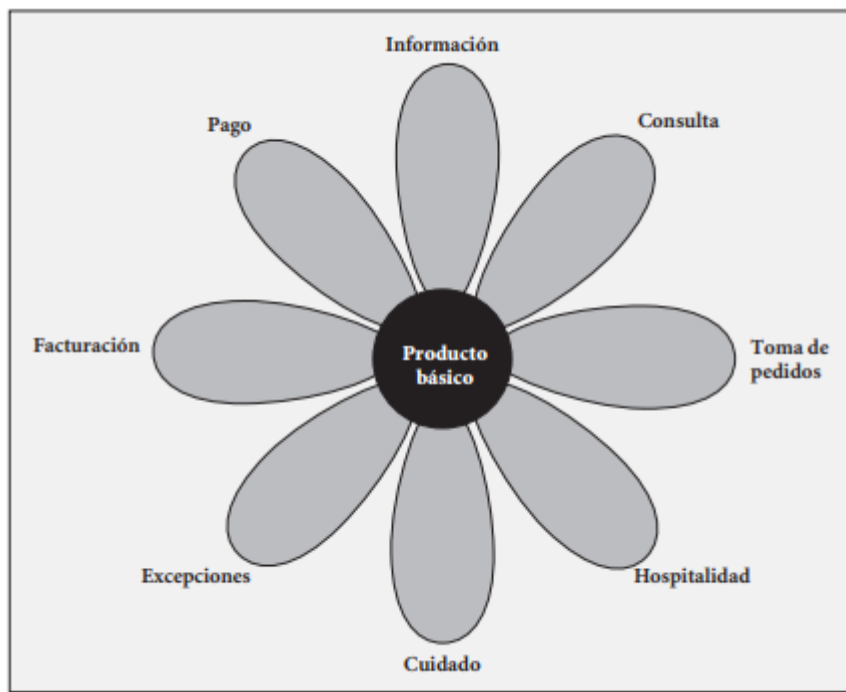 Información
Consulta
Toma de
pedidos
Hospitalidad
Cuidado
Excepciones
Facturación
Pago
Producto
básico